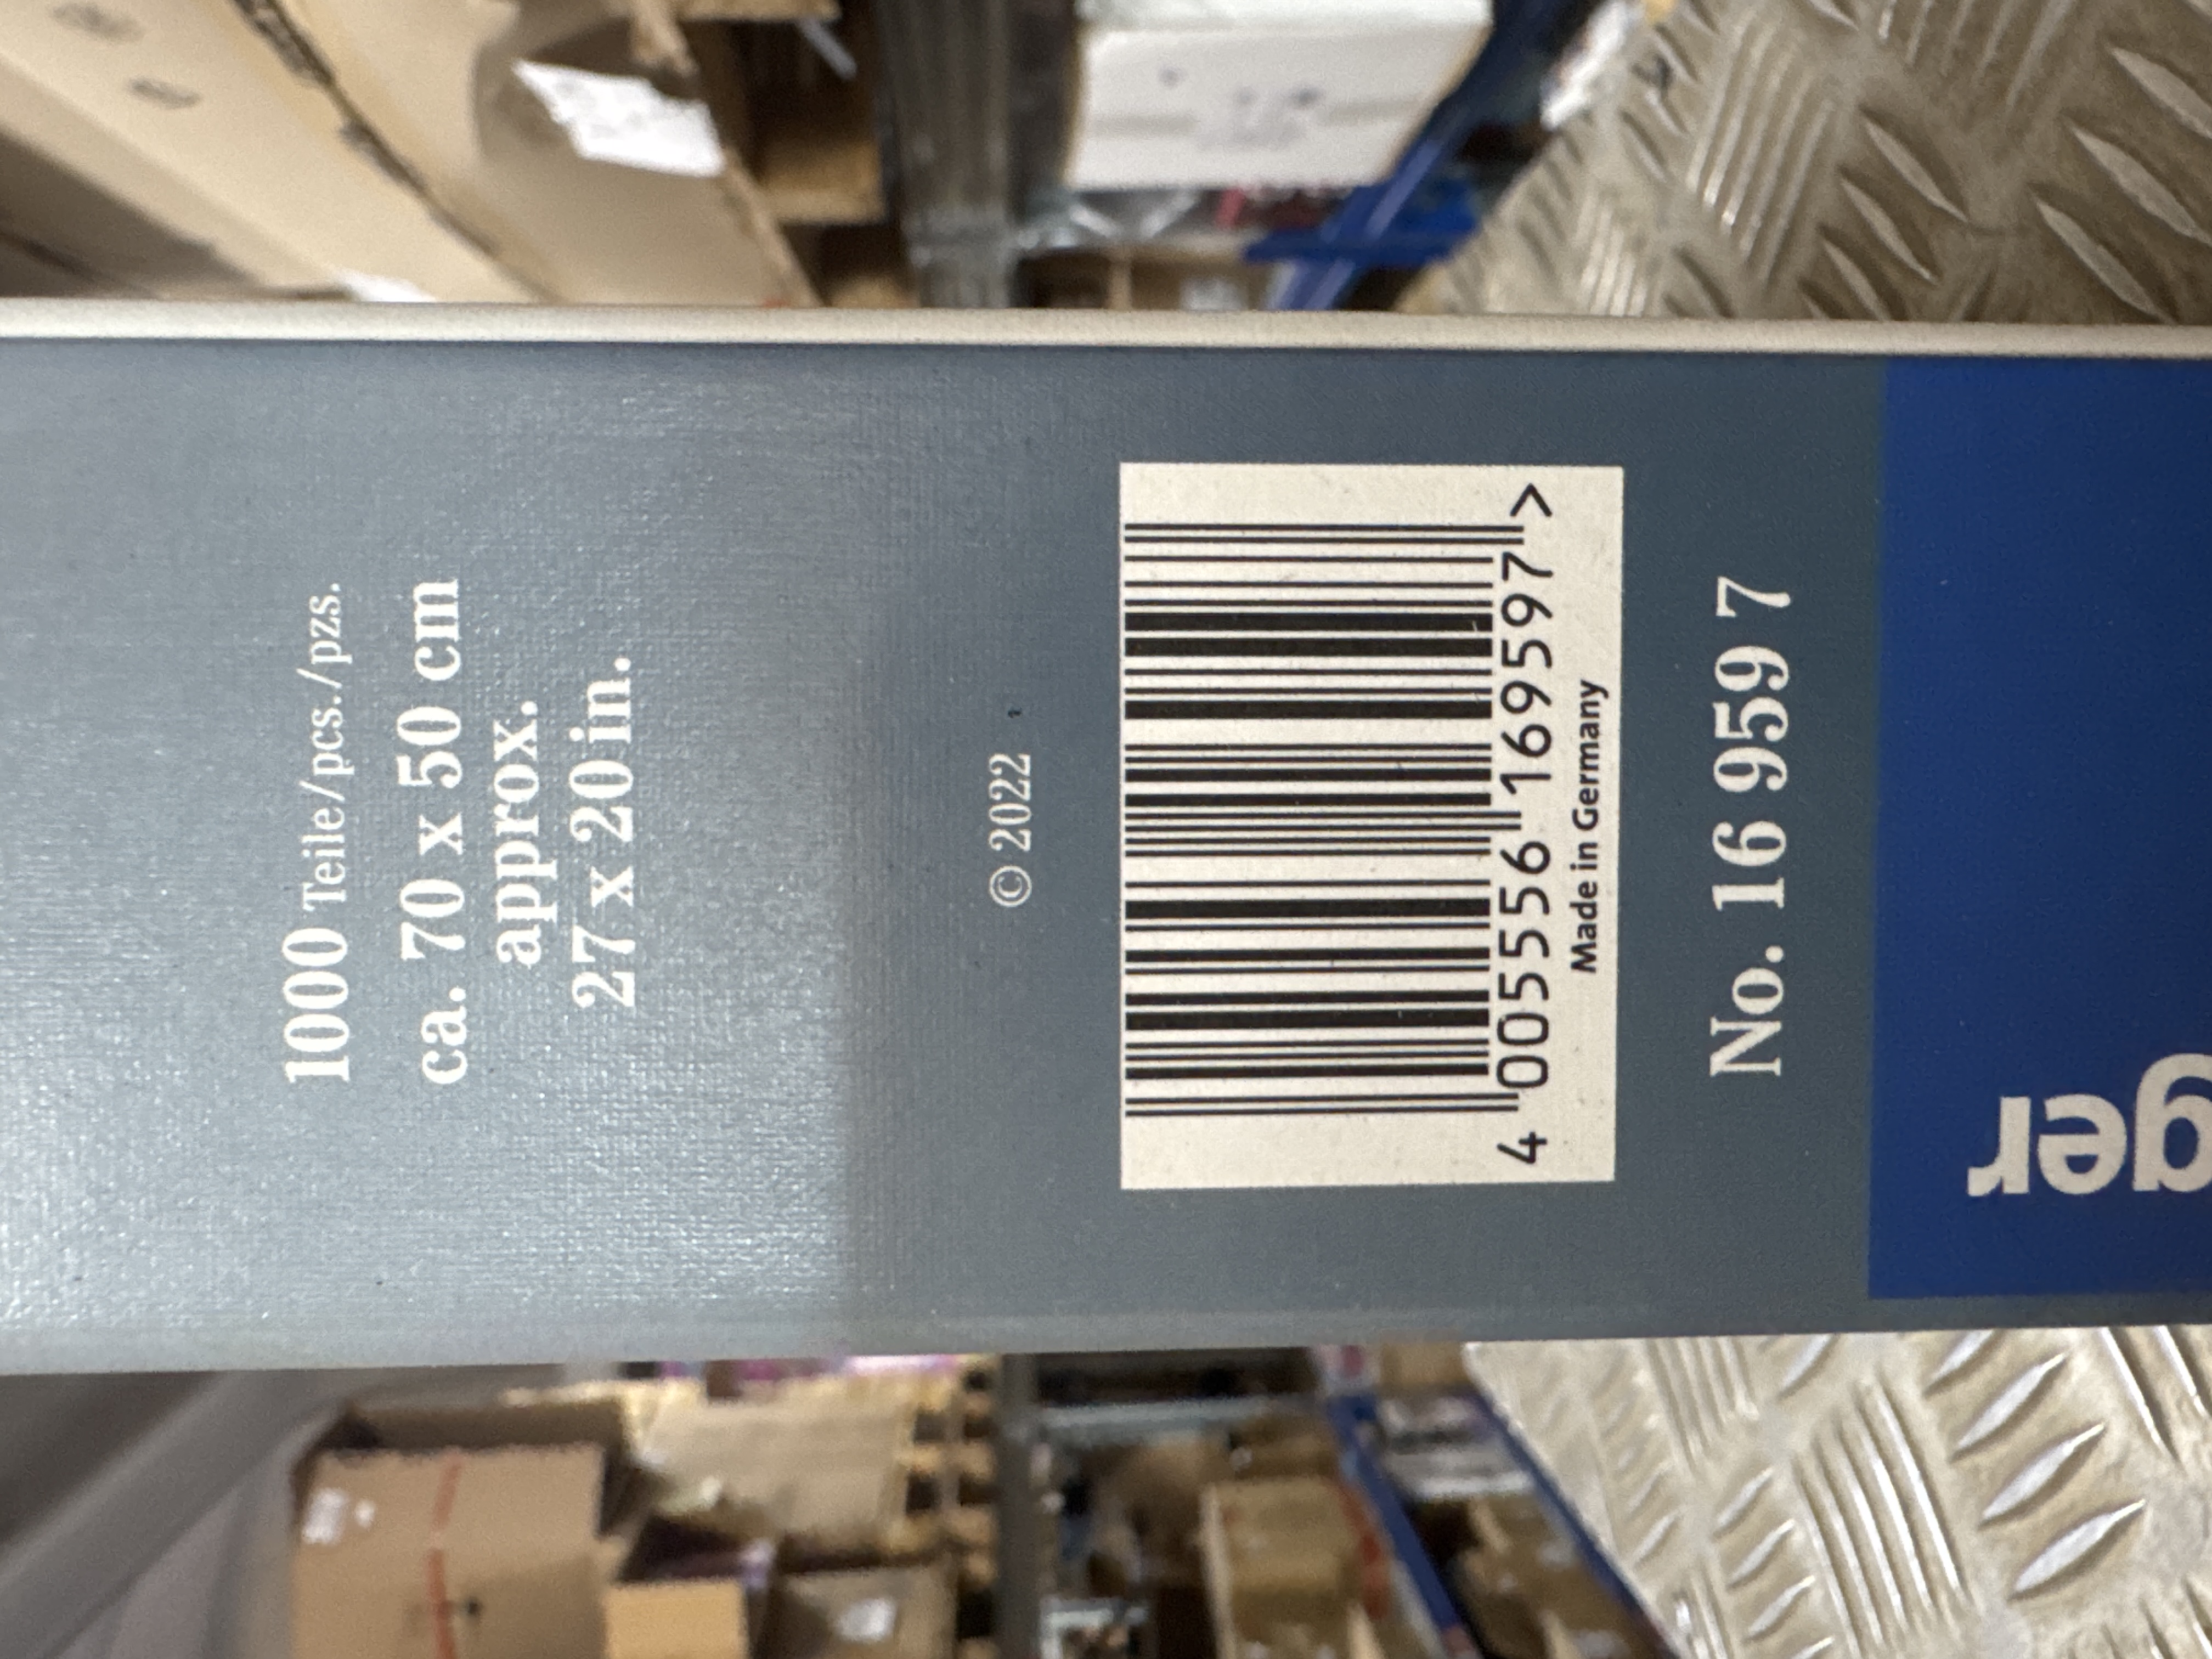 1000 Teile/pcs./pzs.
ca. 70 x 50 cm
approx.
27 x 20 in.
© 2022
4 005556 169597 >
Made in Germany
No. 16 959 7
ger